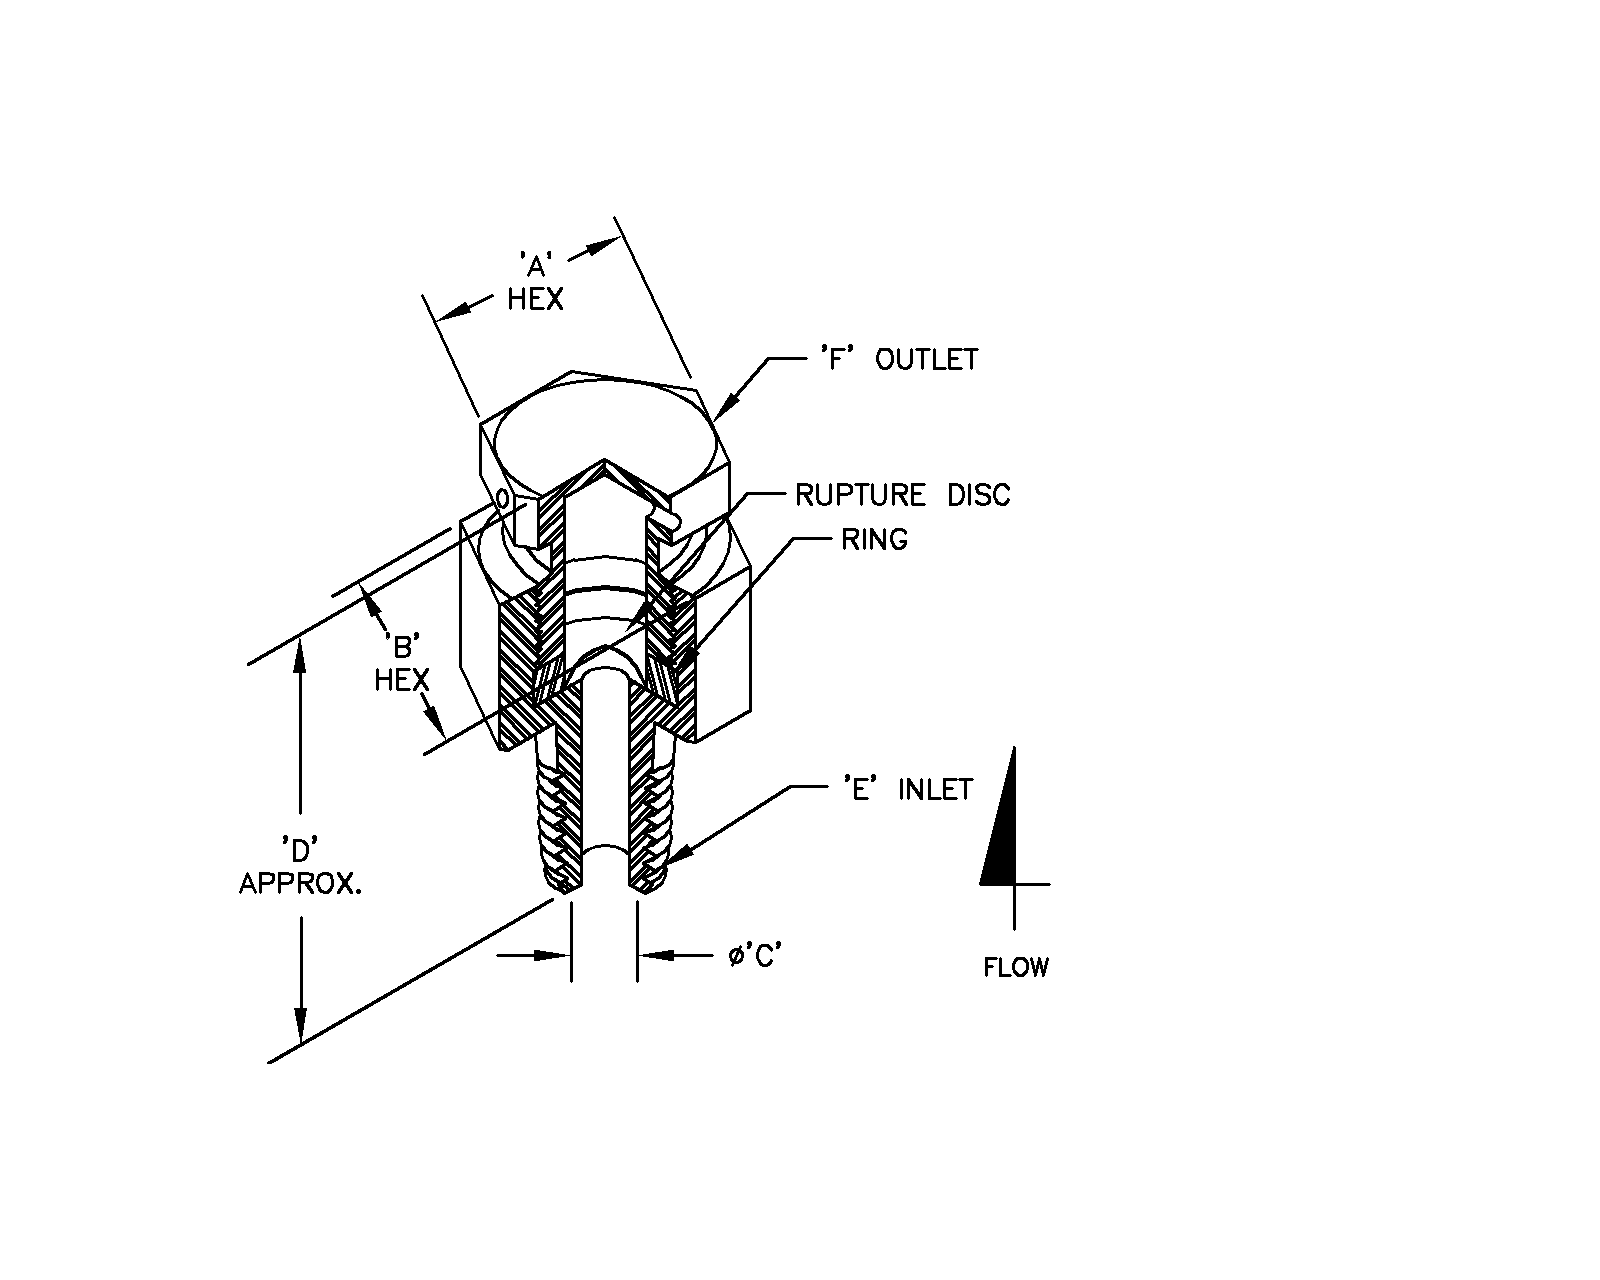 'A'
HEX
'F' OUTLET
RUPTURE DISC
RING
'B'
HEX
'E' INLET
'D'
APPROX.
ø'C'
FLOW